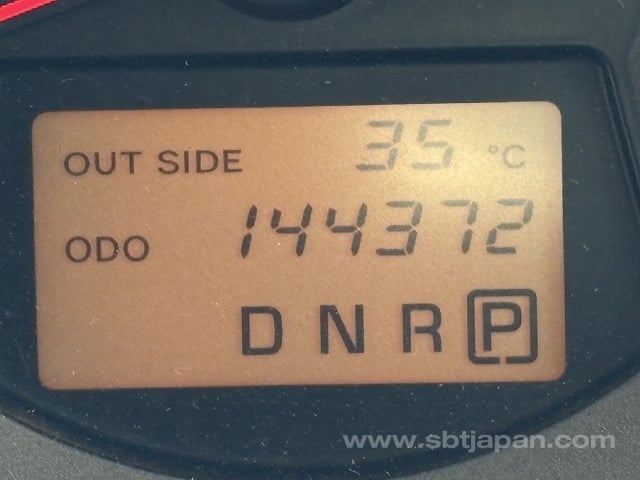 OUT SIDE 35 °C
ODO 144372
D N R P
www.sbtjapan.com